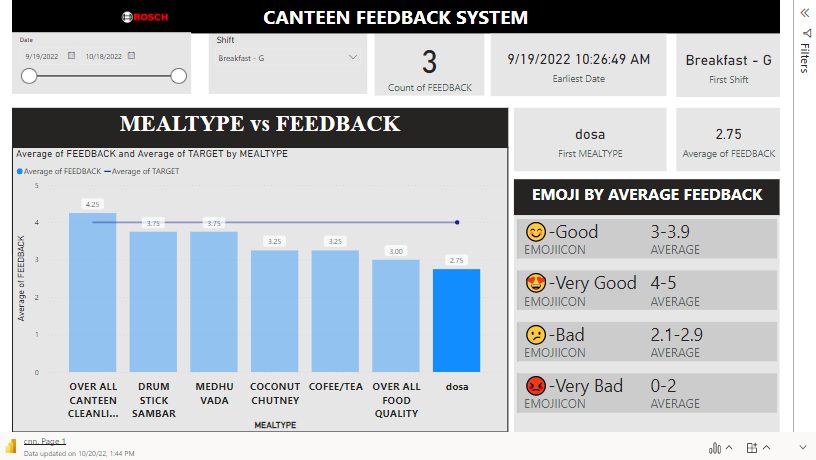 BOSCH
CANTEEN FEEDBACK SYSTEM
Date
9/19/2022
10/18/2022
Shift
Breakfast - G
3
Count of FEEDBACK
9/19/2022 10:26:49 AM
Earliest Date
Breakfast - G
First Shift
Filters
MEALTYPE vs FEEDBACK
Average of FEEDBACK and Average of TARGET by MEALTYPE
Average of FEEDBACK
Average of TARGET
Average of FEEDBACK
5
4
3
2
1
0
4.25
3.75
3.75
3.25
3.25
3.00
2.75
OVER ALL
CANTEEN
CLEANLI...
DRUM
STICK
SAMBAR
MEDHU
VADA
COCONUT
CHUTNEY
COFEE/TEA
OVER ALL
FOOD
QUALITY
dosa
MEALTYPE
dosa
First MEALTYPE
2.75
Average of FEEDBACK
EMOJI BY AVERAGE FEEDBACK
😊-Good
EMOJIICON
3-3.9
AVERAGE
😍-Very Good
EMOJIICON
4-5
AVERAGE
😕-Bad
EMOJIICON
2.1-2.9
AVERAGE
😡-Very Bad
EMOJIICON
0-2
AVERAGE
cnn. Page 1
Data updated on 10/20/22, 1:44 PM